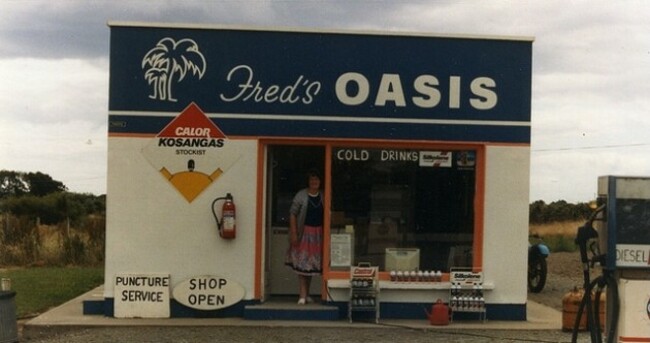 Fred's OASIS
CALOR
KOSANGAS
STOCKIST
COLD DRINKS
PUNCTURE
SERVICE
SHOP
OPEN
DIESEL